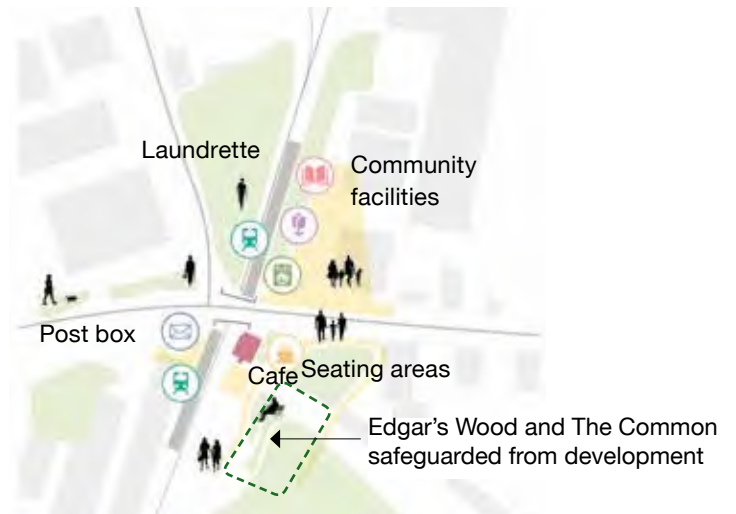 Laundrette
Community
facilities
Post box
Cafe
Seating areas
Edgar's Wood and The Common
safeguarded from development